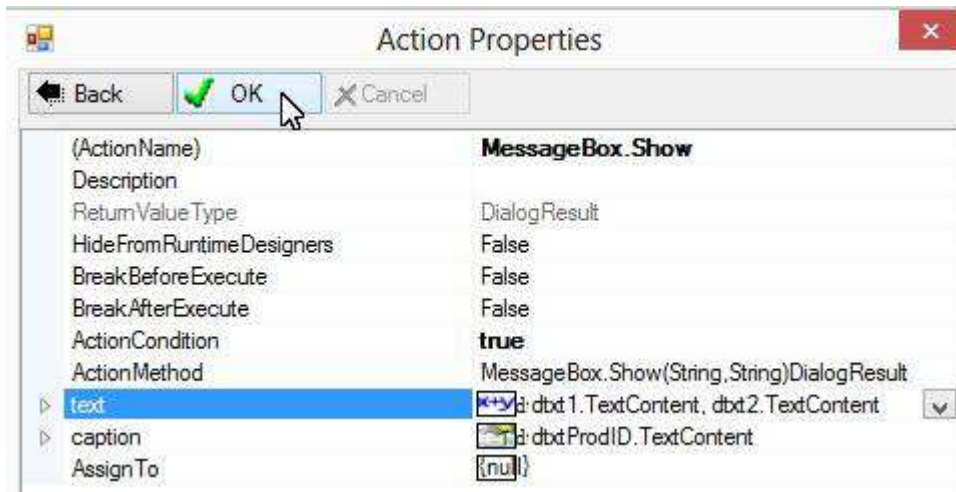 Action Properties
Back OK Cancel
(ActionName) MessageBox.Show
Description
ReturnValueType DialogResult
HideFromRuntimeDesigners False
BreakBeforeExecute False
BreakAfterExecute False
ActionCondition true
ActionMethod MessageBox.Show(String,String)DialogResult
text x+y d: dtxt1.TextContent, dtxt2.TextContent
caption d: dtxtProdID.TextContent
AssignTo {null}